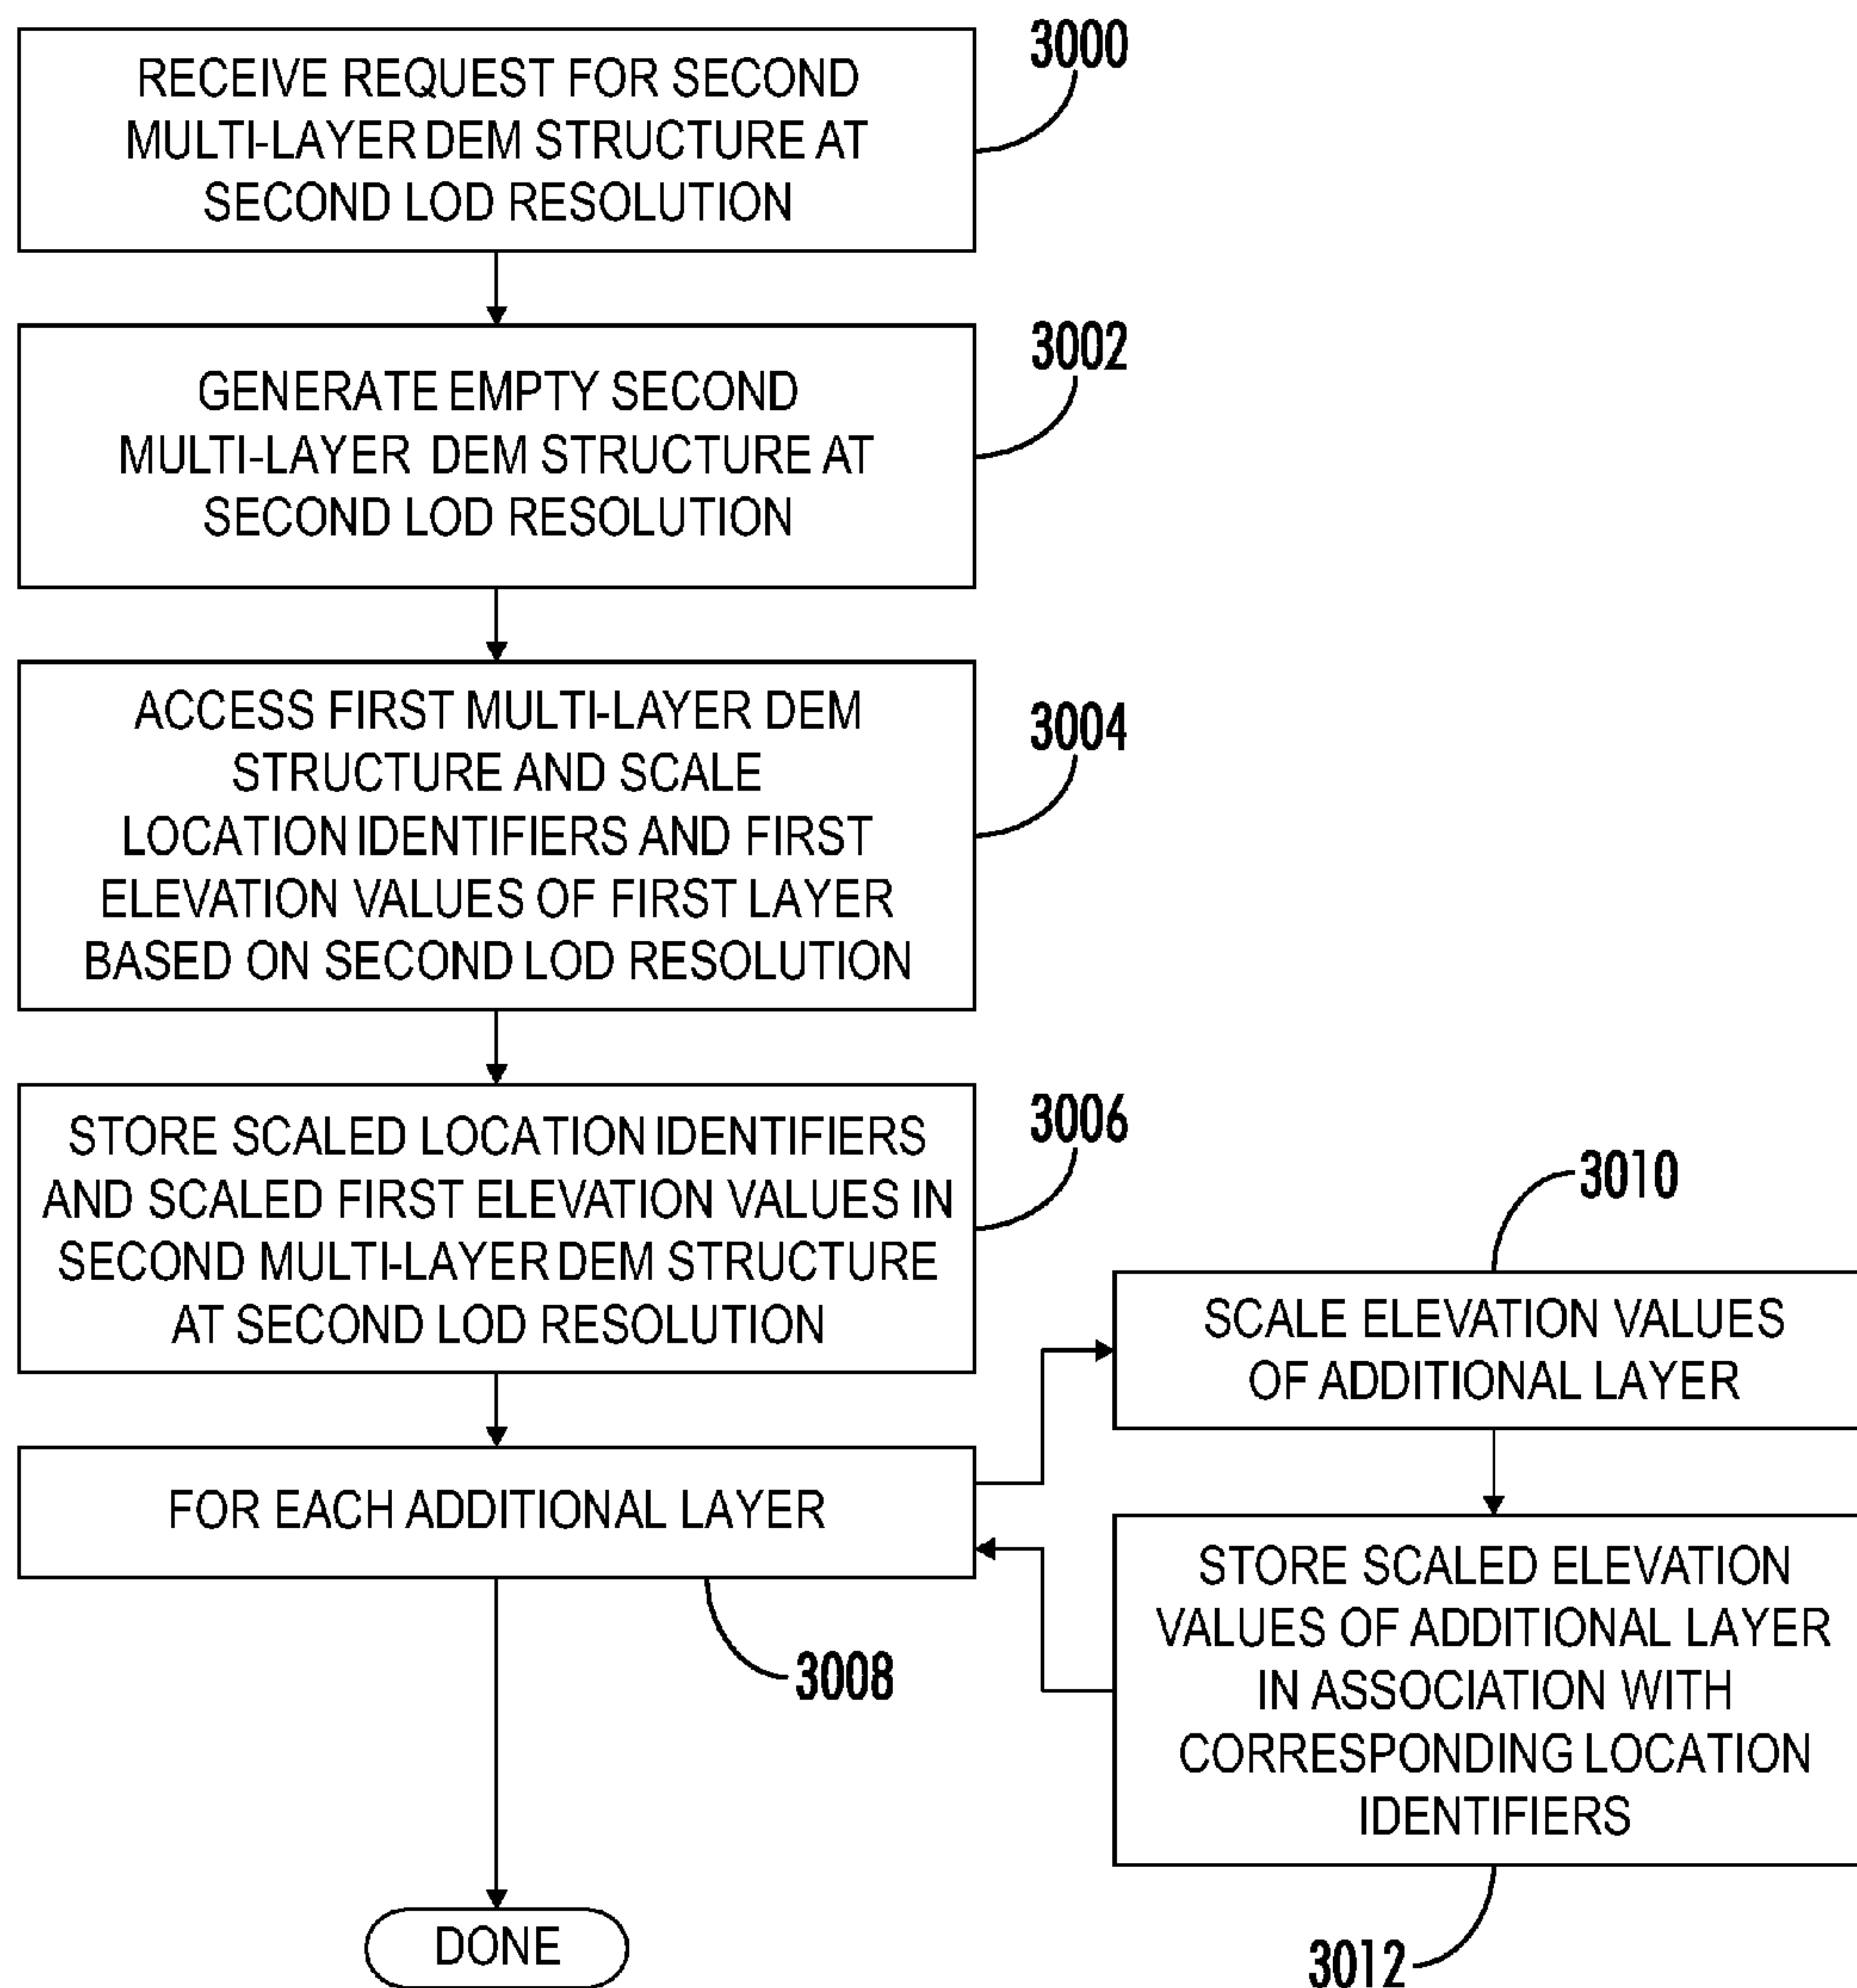 3000
RECEIVE REQUEST FOR SECOND
MULTI-LAYER DEM STRUCTURE AT
SECOND LOD RESOLUTION
3002
GENERATE EMPTY SECOND
MULTI-LAYER DEM STRUCTURE AT
SECOND LOD RESOLUTION
3004
ACCESS FIRST MULTI-LAYER DEM
STRUCTURE AND SCALE
LOCATION IDENTIFIERS AND FIRST
ELEVATION VALUES OF FIRST LAYER
BASED ON SECOND LOD RESOLUTION
3006
STORE SCALED LOCATION IDENTIFIERS
AND SCALED FIRST ELEVATION VALUES IN
SECOND MULTI-LAYER DEM STRUCTURE
AT SECOND LOD RESOLUTION
FOR EACH ADDITIONAL LAYER
3008
3010
SCALE ELEVATION VALUES
OF ADDITIONAL LAYER
STORE SCALED ELEVATION
VALUES OF ADDITIONAL LAYER
IN ASSOCIATION WITH
CORRESPONDING LOCATION
IDENTIFIERS
3012
DONE